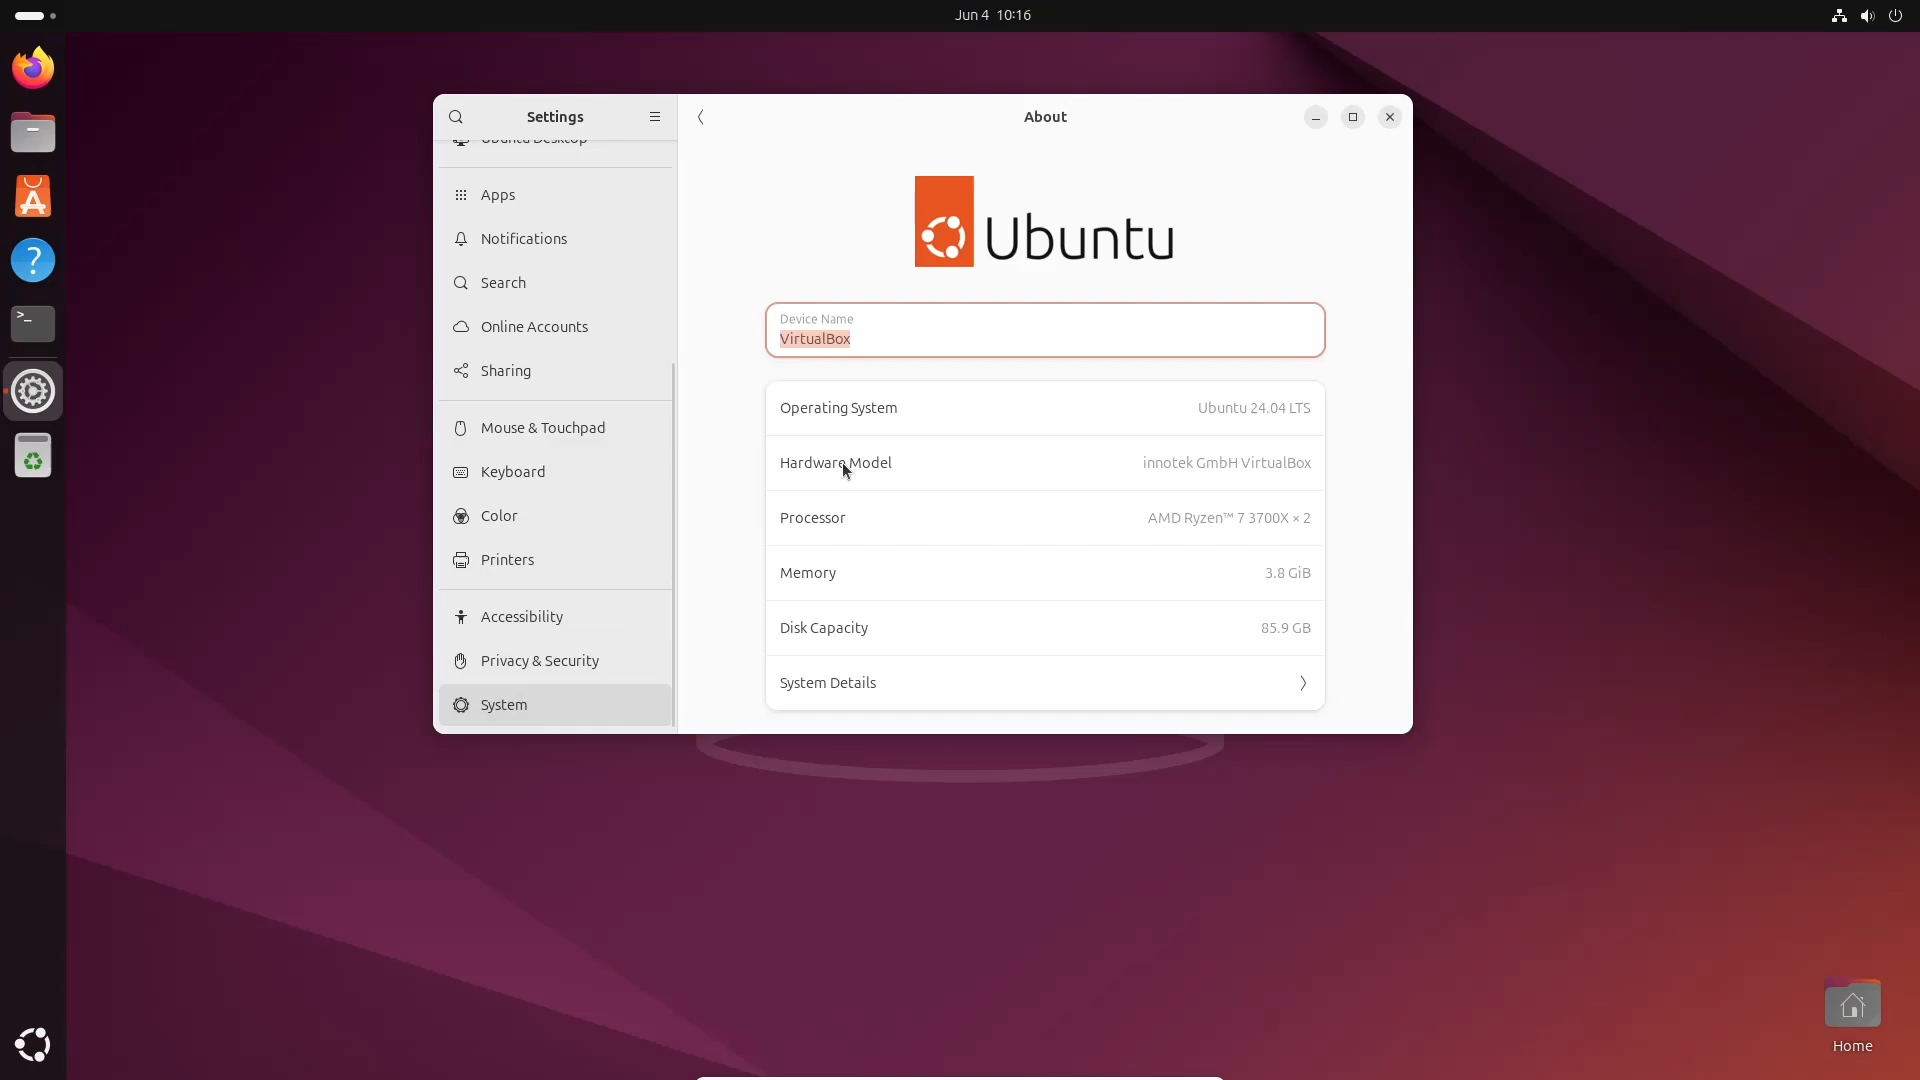 Jun 4 10:16
Settings
About
Ubuntu Desktop
Apps
Notifications
Search
Online Accounts
Sharing
Mouse & Touchpad
Keyboard
Color
Printers
Accessibility
Privacy & Security
System
Ubuntu
Device Name
VirtualBox
Operating System Ubuntu 24.04 LTS
Hardware Model innotek GmbH VirtualBox
Processor AMD Ryzen™ 7 3700X × 2
Memory 3.8 GiB
Disk Capacity 85.9 GB
System Details
Home